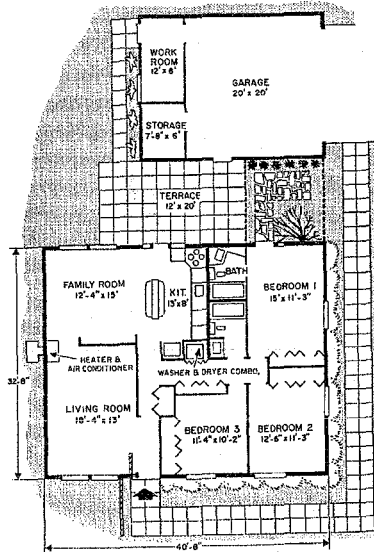 WORK
ROOM
12' x 6'
GARAGE
20' x 20'
STORAGE
7'-8" x 6'
TERRACE
12' x 20'
FAMILY ROOM
12'-4" x 15'
KIT.
13' x 8'
BATH
BEDROOM 1
15' x 11'-3"
HEATER &
AIR CONDITIONER
WASHER & DRYER COMBO.
32'-8"
LIVING ROOM
18'-4" x 13'
BEDROOM 3
11'-4" x 10'-2"
BEDROOM 2
12'-6" x 11'-3"
40'-8"